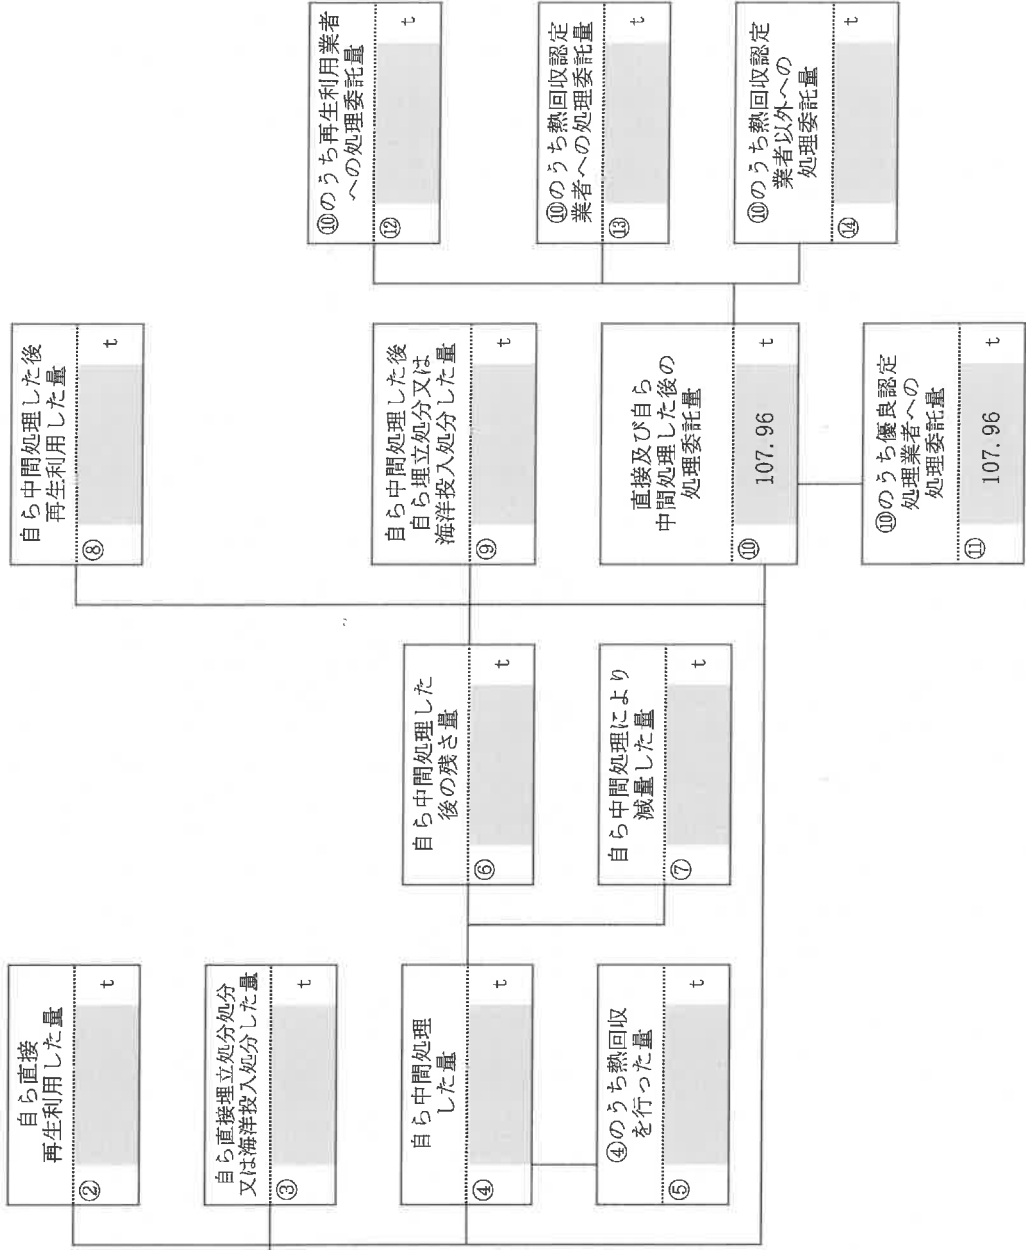 自ら直接
再生利用した量
②
t
自ら直接埋立処分処分
又は海洋投入処分した量
③
t
自ら中間処理
した量
④
t
④のうち熱回収
を行った量
⑤
t
自ら中間処理した
後の残さ量
⑥
t
自ら中間処理により
減量した量
⑦
t
自ら中間処理した後
再生利用した量
⑧
t
自ら中間処理した後
自ら埋立処分又は
海洋投入処分した量
⑨
t
直接及び自ら
中間処理した後の
処理委託量
⑩
107.96
t
⑩のうち優良認定
処理業者への
処理委託量
⑪
107.96
t
⑩のうち再生利用業者
への処理委託量
⑫
t
⑩のうち熱回収認定
業者への処理委託量
⑬
t
⑩のうち熱回収認定
業者以外への
処理委託量
⑭
t